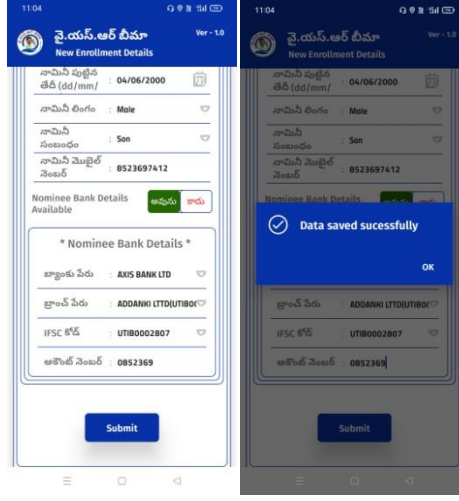 11:04
వై.యస్.ఆర్ బీమా
Ver - 1.0
New Enrollment Details
నామినీ పుట్టిన
తేదీ (dd/mm/ : 04/06/2000
నామినీ లింగం : Male
నామినీ
సంబంధం : Son
నామినీ మొబైల్
నెంబర్ : 8523697412
Nominee Bank Details
Available
అవును కాదు
* Nominee Bank Details *
బ్యాంకు పేరు : AXIS BANK LTD
బ్రాంచ్ పేరు : ADDANKI LTTD(UTIB0(
IFSC కోడ్ : UTIB0002807
అకౌంట్ నెంబర్ : 0852369
Submit
11:04
వై.యస్.ఆర్ బీమా
Ver - 1.0
New Enrollment Details
నామినీ పుట్టిన
తేదీ (dd/mm/ : 04/06/2000
నామినీ లింగం : Male
నామినీ
సంబంధం : Son
నామినీ మొబైల్
నెంబర్ : 8523697412
Nominee Bank Details
అవును కాదు
Data saved sucessfully
OK
బ్రాంచ్ పేరు : ADDANKI LTTD(UTIB0(
IFSC కోడ్ : UTIB0002807
అకౌంట్ నెంబర్ : 0852369
Submit